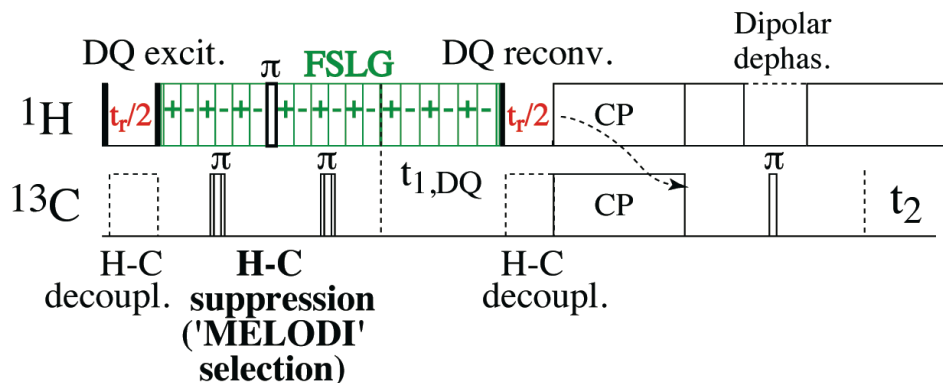 Dipolar
dephas.
DQ excit. π FSLG DQ reconv.
¹H tᵣ/2 +-+-+- +-+-+-+-+- tᵣ/2 CP
π π t₁,DQ π
¹³C CP t₂
H-C H-C H-C
decoupl. suppression decoupl.
('MELODI'
selection)